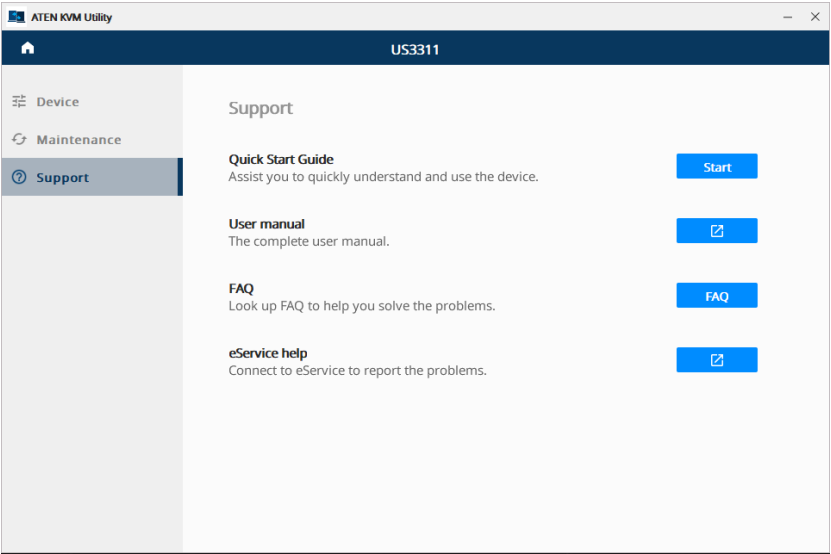 ATEN KVM Utility
US3311
Device
Maintenance
Support
Support
Quick Start Guide
Assist you to quickly understand and use the device.
Start
User manual
The complete user manual.
FAQ
Look up FAQ to help you solve the problems.
FAQ
eService help
Connect to eService to report the problems.